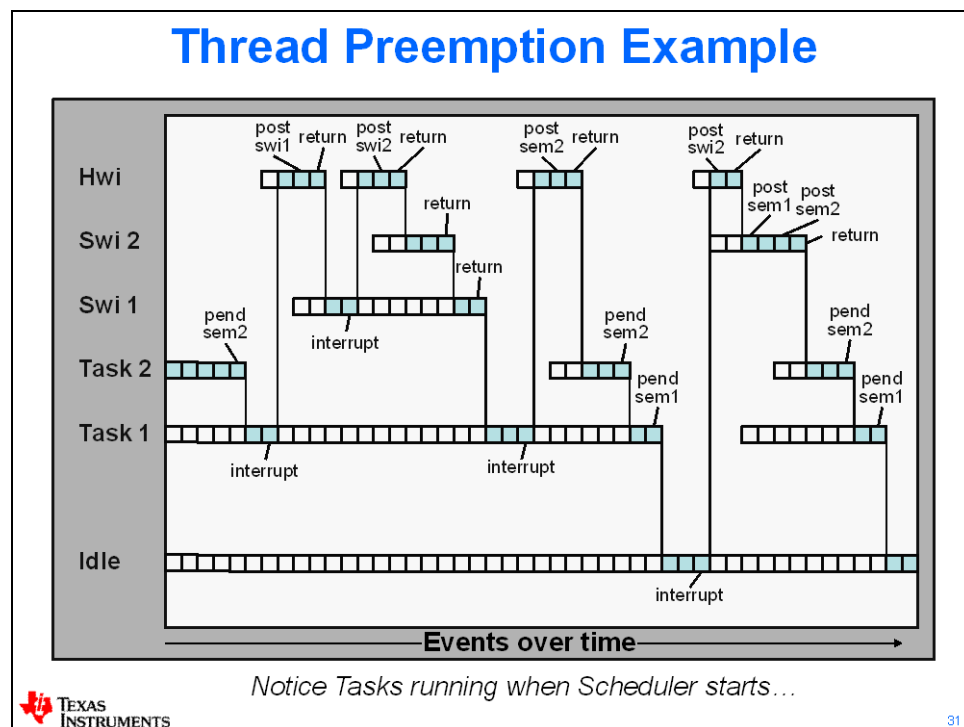 Thread Preemption Example
post swi1
return
post swi2
return
post sem2
return
post swi2
return
Hwi
post sem1
post sem2
return
return
Swi 2
return
Swi 1
interrupt
pend sem2
pend sem2
pend sem2
Task 2
pend sem1
pend sem1
Task 1
interrupt
interrupt
Idle
interrupt
Events over time
Notice Tasks running when Scheduler starts…
TEXAS INSTRUMENTS
31